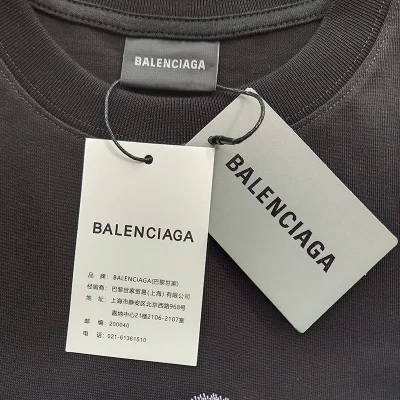 BALENCIAGA
BALENCIAGA
BALENCIAGA
品 牌: BALENCIAGA(巴黎世家)
经销商: 巴黎世家贸易(上海)有限公司
地 址: 上海市静安区北京西路968号
嘉地中心21楼2106-2107室
邮 编: 200040
电 话: 021-61361510